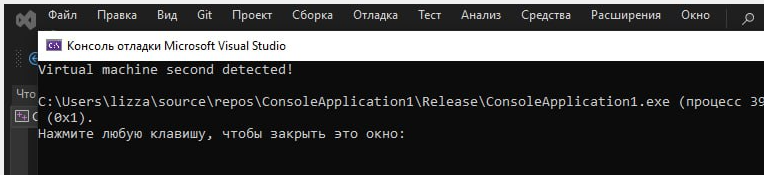 Файл Правка Вид Git Проект Сборка Отладка Тест Анализ Средства Расширения Окно
Консоль отладки Microsoft Visual Studio
Virtual machine second detected!
Что
C:\Users\lizza\source\repos\ConsoleApplication1\Release\ConsoleApplication1.exe (процесс 39
(0x1).
Нажмите любую клавишу, чтобы закрыть это окно: